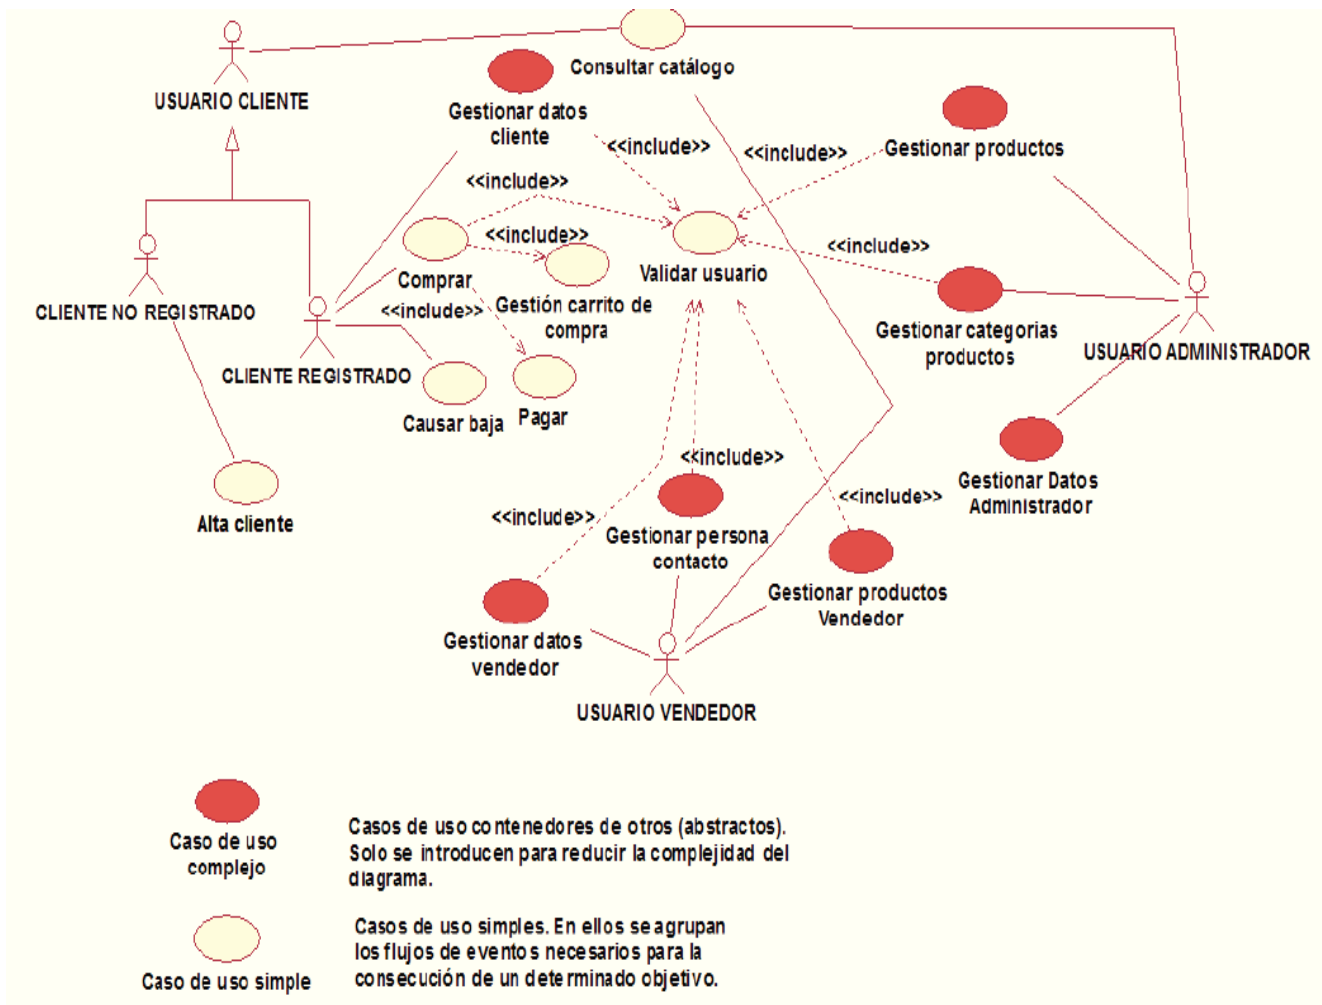 Consultar catálogo
USUARIO CLIENTE
Gestionar datos
cliente
<<include>>
<<include>>
Gestionar productos
<<include>>
<<include>>
<<include>>
Validar usuario
Comprar
Gestión carrito de
compra
<<include>>
CLIENTE NO REGISTRADO
CLIENTE REGISTRADO
Gestionar categorias
productos
USUARIO ADMINISTRADOR
Causar baja
Pagar
<<include>>
<<include>>
<<include>>
Gestionar Datos
Administrador
Alta cliente
Gestionar persona
contacto
Gestionar productos
Vendedor
Gestionar datos
vendedor
USUARIO VENDEDOR
Caso de uso
complejo
Casos de uso contenedores de otros (abstractos).
Solo se introducen para reducir la complejidad del
diagrama.
Caso de uso simple
Casos de uso simples. En ellos se agrupan
los flujos de eventos necesarios para la
consecución de un determinado objetivo.